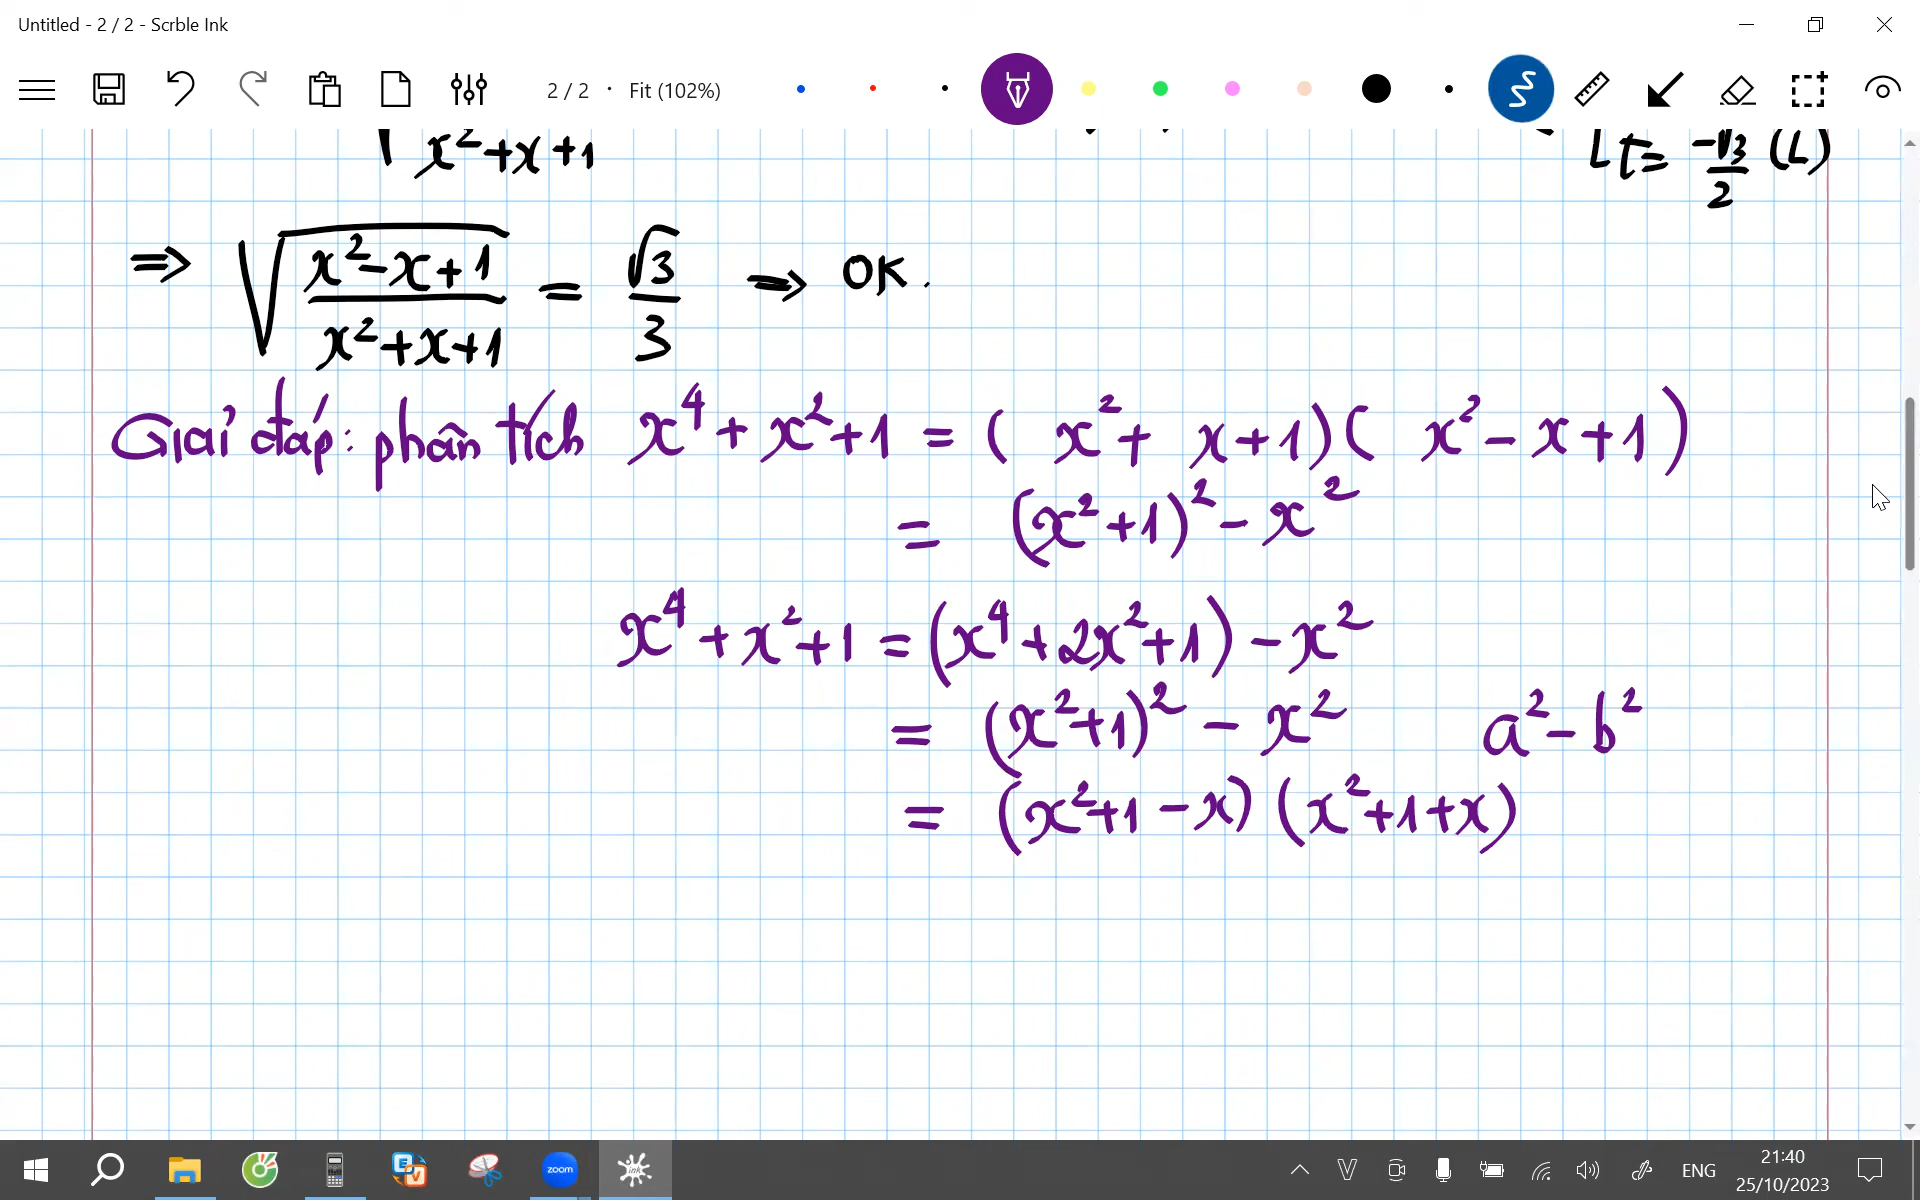 Untitled - 2 / 2 - Scrble Ink
2 / 2 · Fit (102%)
x²+x+1
t= -√3/2 (L)
=> √((x²-x+1)/(x²+x+1)) = √3/3 => OK.
Giải đáp: phân tích x⁴+x²+1 = (x²+ x+1)(x²-x+1)
= (x²+1)² - x²
x⁴+x²+1 = (x⁴+2x²+1) - x²
= (x²+1)² - x² a²-b²
= (x²+1-x)(x²+1+x)
zoom
ink
ENG
21:40
25/10/2023